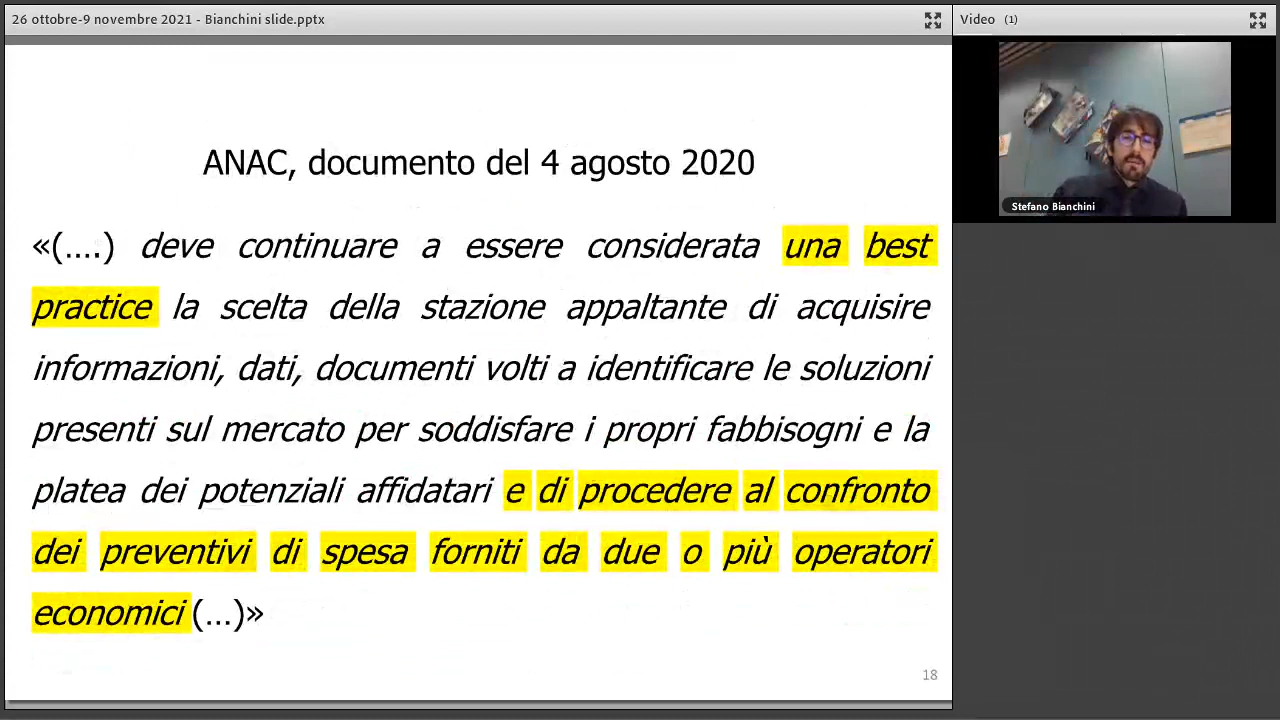 26 ottobre-9 novembre 2021 - Bianchini slide.pptx
Video (1)
Stefano Bianchini
ANAC, documento del 4 agosto 2020
«(….) deve continuare a essere considerata una best
practice la scelta della stazione appaltante di acquisire
informazioni, dati, documenti volti a identificare le soluzioni
presenti sul mercato per soddisfare i propri fabbisogni e la
platea dei potenziali affidatari e di procedere al confronto
dei preventivi di spesa forniti da due o più operatori
economici (…)»
18